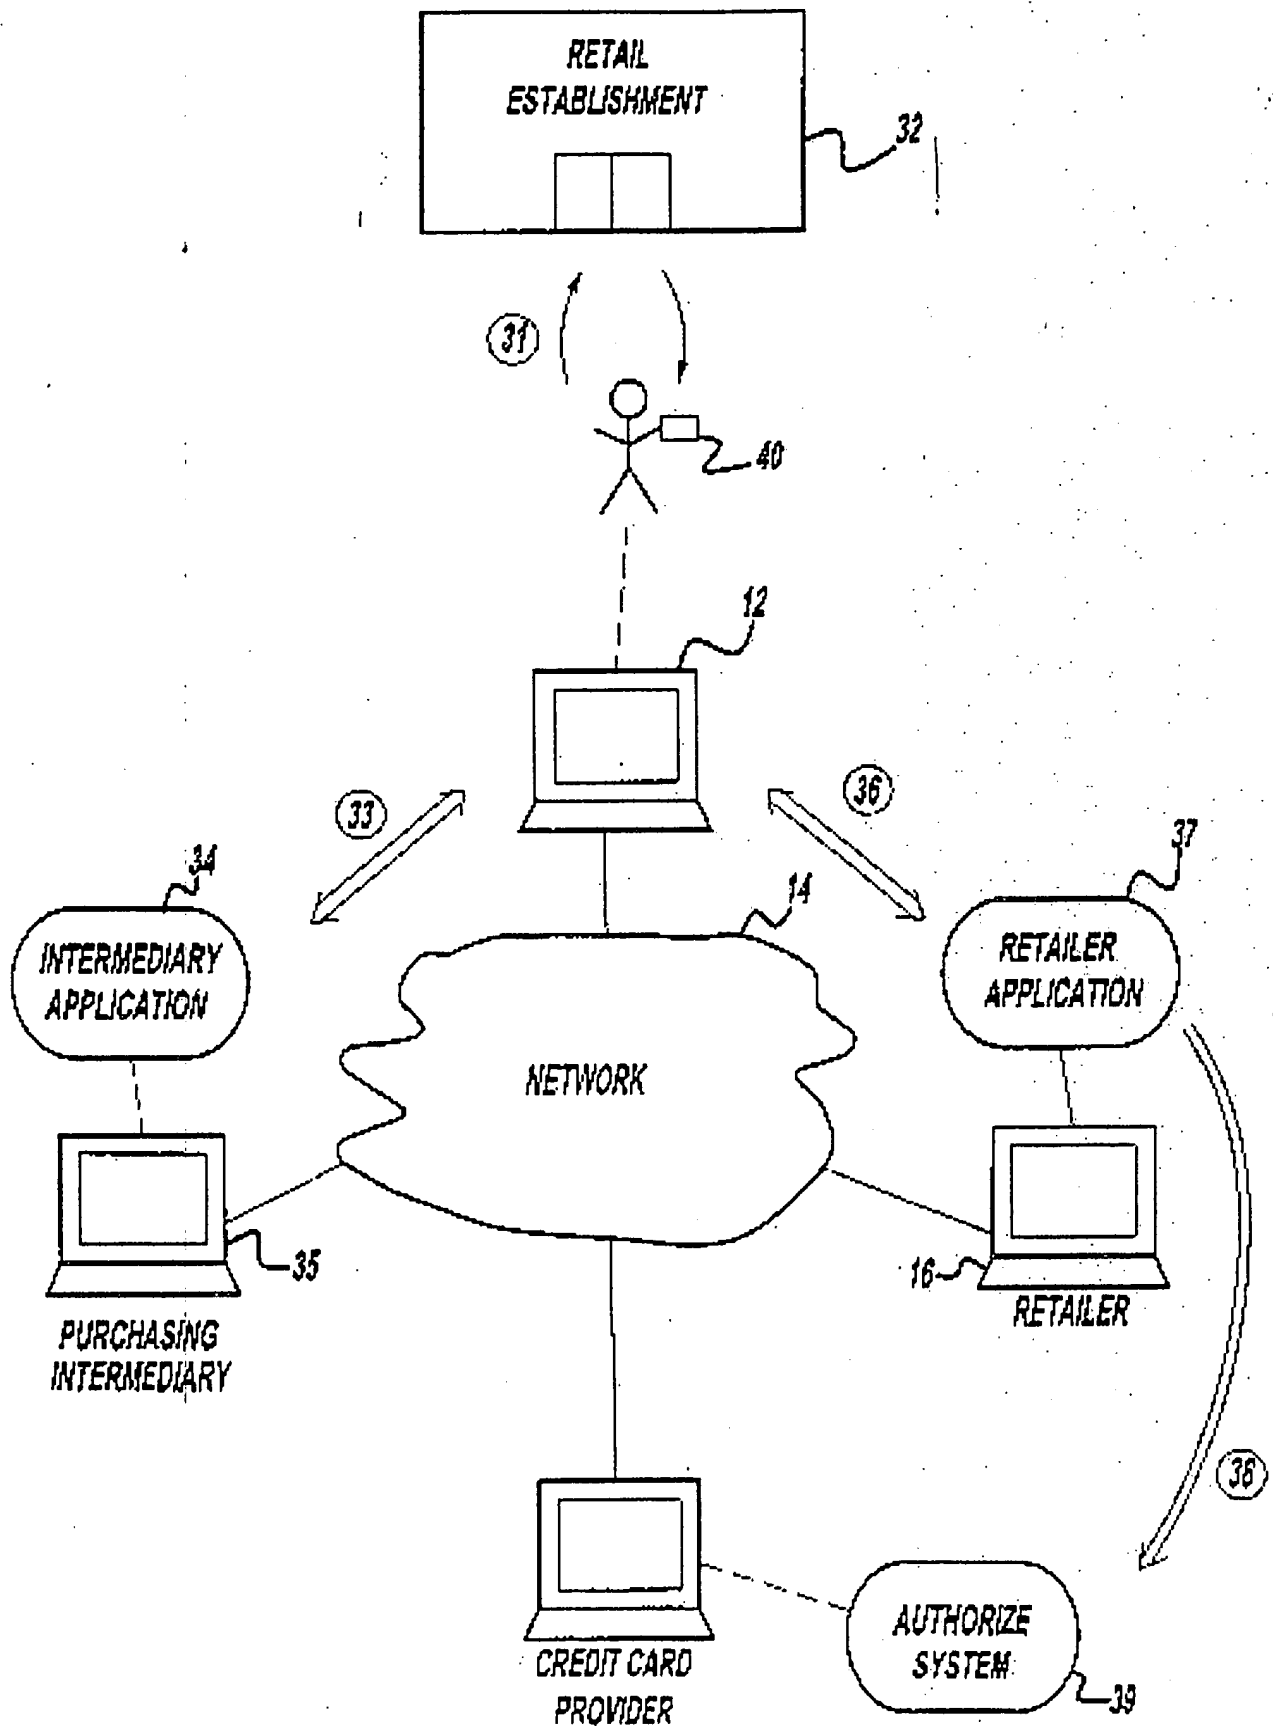 RETAIL
ESTABLISHMENT
32
31
40
12
33
36
34
37
14
INTERMEDIARY
APPLICATION
RETAILER
APPLICATION
NETWORK
35
16
RETAILER
PURCHASING
INTERMEDIARY
38
CREDIT CARD
PROVIDER
AUTHORIZE
SYSTEM
39